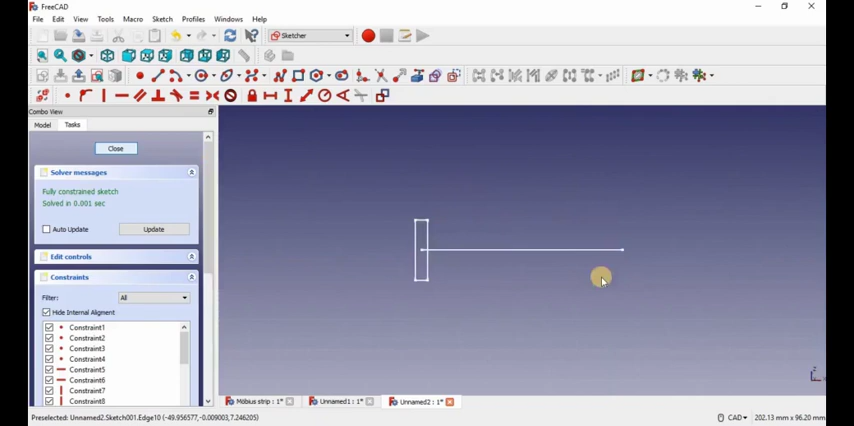 FreeCAD
File Edit View Tools Macro Sketch Profiles Windows Help
Sketcher
Combo View
Model Tasks
Close
Solver messages
Fully constrained sketch
Solved in 0.001 sec
Auto Update Update
Edit controls
Constraints
Filter: All
Hide Internal Aligment
Constraint1
Constraint2
Constraint3
Constraint4
Constraint5
Constraint6
Constraint7
Constraint8
Möbius strip : 1* Unnamed1 : 1* Unnamed2 : 1*
Preselected: Unnamed2.Sketch001.Edge10 (-49.956577,-0.009003,7.246205) CAD 202.13 mm x 96.20 mm